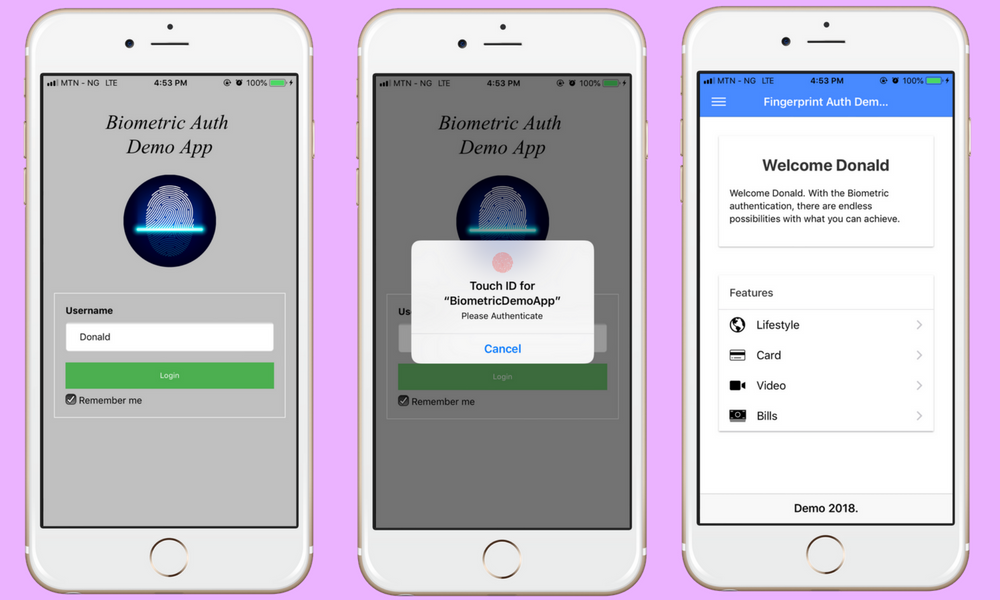 MTN - NG LTE 4:53 PM 100%
Biometric Auth
Demo App
Username
Donald
Login
Remember me
MTN - NG LTE 4:53 PM 100%
Biometric Auth
Demo App
Touch ID for
“BiometricDemoApp”
Please Authenticate
Cancel
Us
Login
Remember me
MTN - NG LTE 4:53 PM 100%
Fingerprint Auth Dem...
Welcome Donald
Welcome Donald. With the Biometric
authentication, there are endless
possibilities with what you can achieve.
Features
Lifestyle
Card
Video
Bills
Demo 2018.